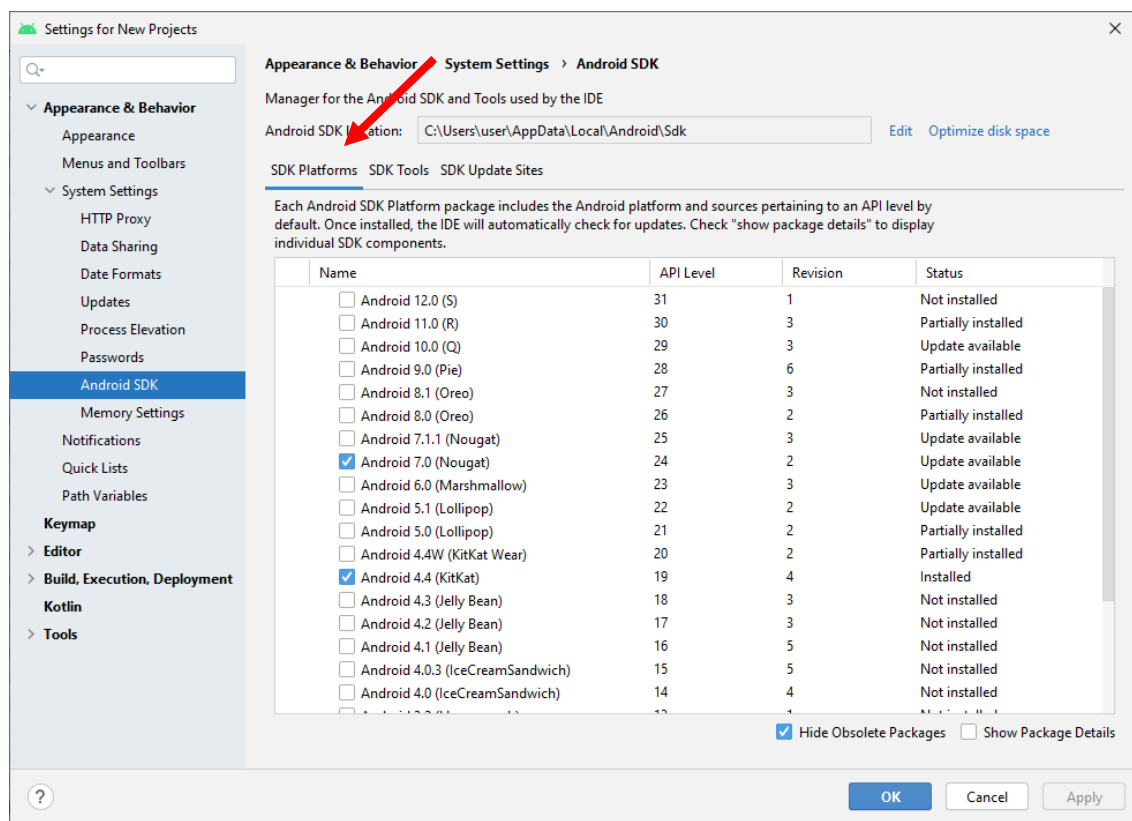 Settings for New Projects
Appearance & Behavior
Appearance
Menus and Toolbars
System Settings
HTTP Proxy
Data Sharing
Date Formats
Updates
Process Elevation
Passwords
Android SDK
Memory Settings
Notifications
Quick Lists
Path Variables
Keymap
Editor
Build, Execution, Deployment
Kotlin
Tools
Appearance & Behavior System Settings › Android SDK
Manager for the Android SDK and Tools used by the IDE
Android SDK Location: C:\Users\user\AppData\Local\Android\Sdk Edit Optimize disk space
SDK Platforms SDK Tools SDK Update Sites
Each Android SDK Platform package includes the Android platform and sources pertaining to an API level by
default. Once installed, the IDE will automatically check for updates. Check "show package details" to display
individual SDK components.
Name API Level Revision Status
Android 12.0 (S) 31 1 Not installed
Android 11.0 (R) 30 3 Partially installed
Android 10.0 (Q) 29 3 Update available
Android 9.0 (Pie) 28 6 Partially installed
Android 8.1 (Oreo) 27 3 Not installed
Android 8.0 (Oreo) 26 2 Partially installed
Android 7.1.1 (Nougat) 25 3 Update available
Android 7.0 (Nougat) 24 2 Update available
Android 6.0 (Marshmallow) 23 3 Update available
Android 5.1 (Lollipop) 22 2 Update available
Android 5.0 (Lollipop) 21 2 Partially installed
Android 4.4W (KitKat Wear) 20 2 Partially installed
Android 4.4 (KitKat) 19 4 Installed
Android 4.3 (Jelly Bean) 18 3 Not installed
Android 4.2 (Jelly Bean) 17 3 Not installed
Android 4.1 (Jelly Bean) 16 5 Not installed
Android 4.0.3 (IceCreamSandwich) 15 5 Not installed
Android 4.0 (IceCreamSandwich) 14 4 Not installed
Hide Obsolete Packages Show Package Details
? OK Cancel Apply